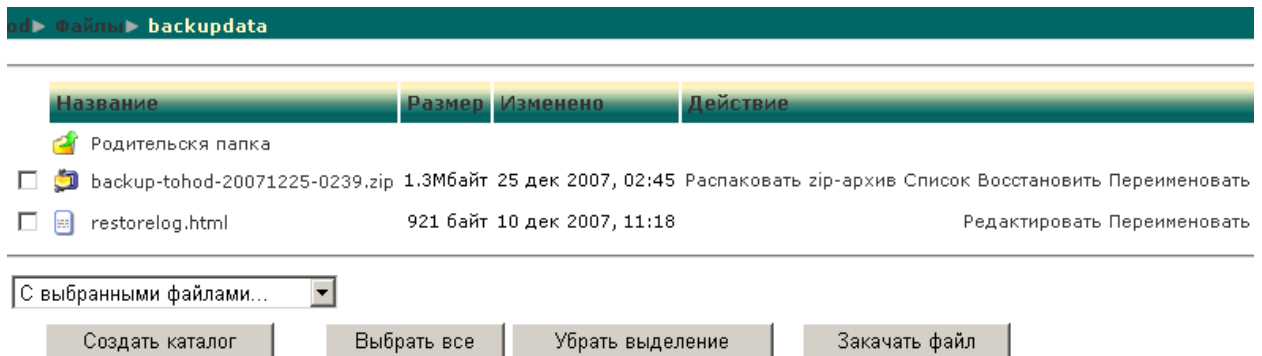 od► Файлы► backupdata
Название Размер Изменено Действие
Родительскя папка
backup-tohod-20071225-0239.zip 1.3Мбайт 25 дек 2007, 02:45 Распаковать zip-архив Список Восстановить Переименовать
restorelog.html 921 байт 10 дек 2007, 11:18 Редактировать Переименовать
С выбранными файлами...
Создать каталог Выбрать все Убрать выделение Закачать файл